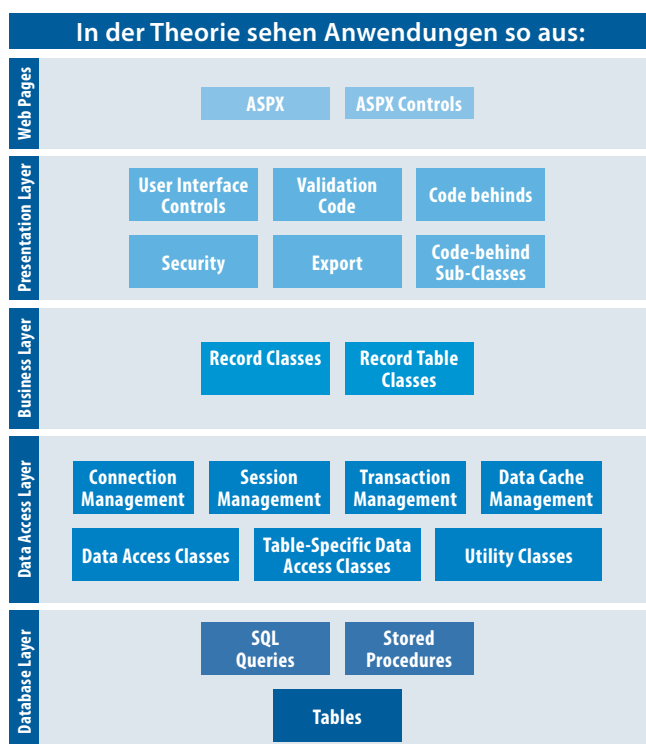 In der Theorie sehen Anwendungen so aus:
Web Pages
ASPX
ASPX Controls
Presentation Layer
User Interface
Controls
Validation
Code
Code behinds
Security
Export
Code-behind
Sub-Classes
Business Layer
Record Classes
Record Table
Classes
Data Access Layer
Connection
Management
Session
Management
Transaction
Management
Data Cache
Management
Data Access Classes
Table-Specific Data
Access Classes
Utility Classes
Database Layer
SQL
Queries
Stored
Procedures
Tables